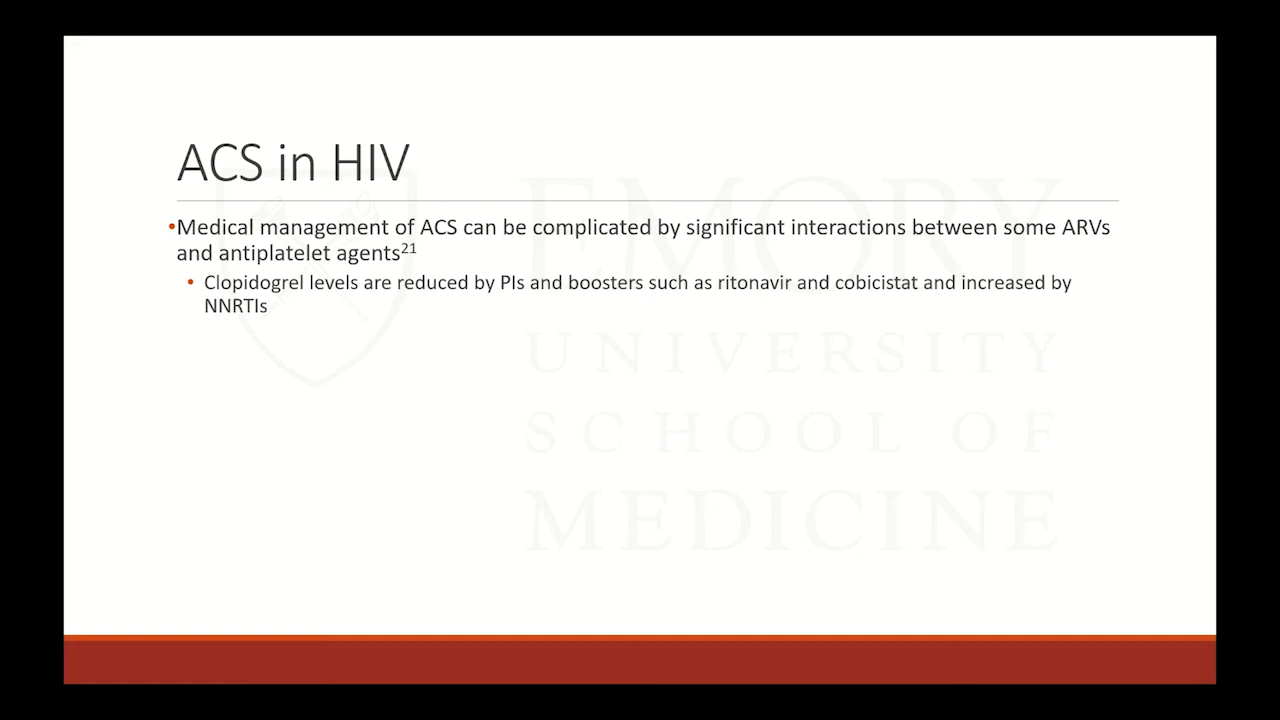 ACS in HIV
•Medical management of ACS can be complicated by significant interactions between some ARVs
and antiplatelet agents21
• Clopidogrel levels are reduced by PIs and boosters such as ritonavir and cobicistat and increased by
NNRTIs
EMORY
UNIVERSITY
SCHOOL OF
MEDICINE